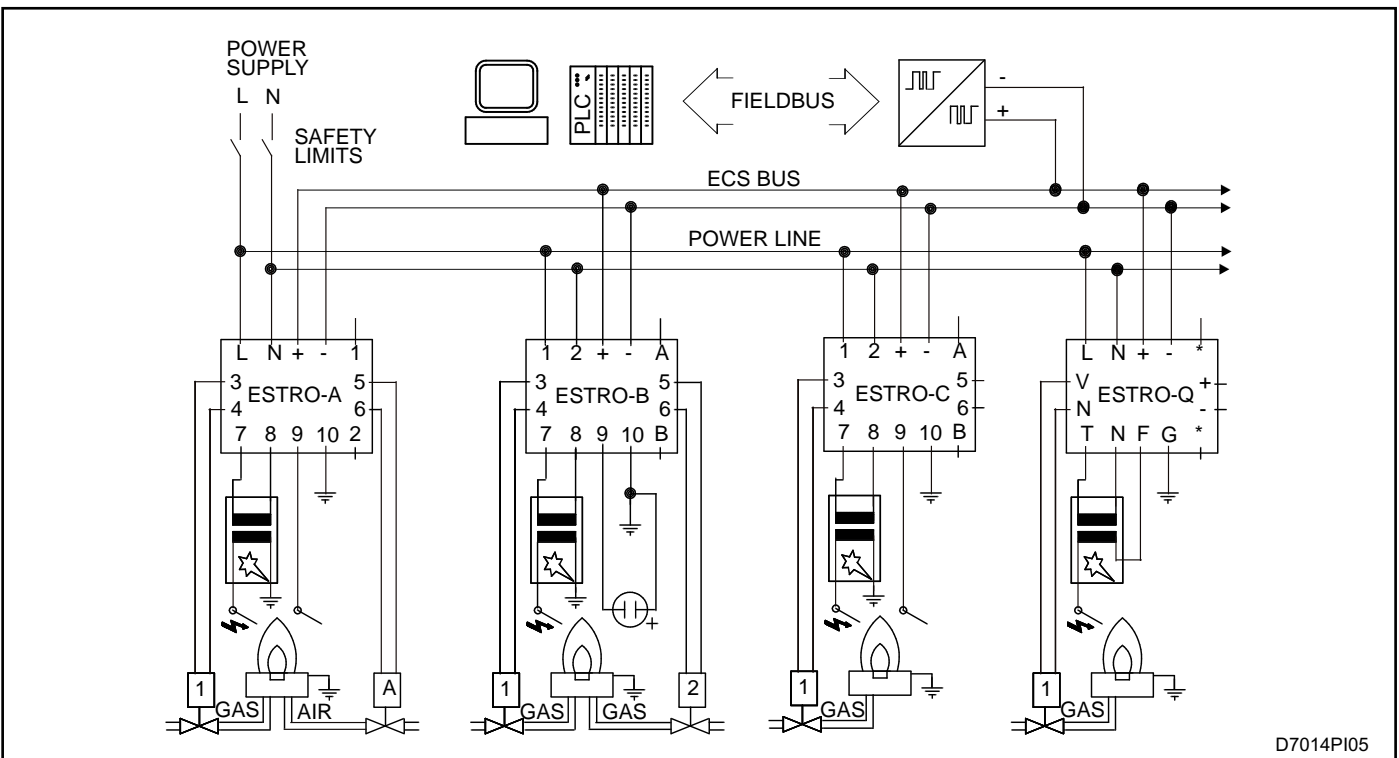 POWER
SUPPLY
L N
SAFETY
LIMITS
PLC
FIELDBUS
-
+
ECS BUS
POWER LINE
L N + - 1
3 5
ESTRO-A
4 6
7 8 9 10 2
1 2 + - A
3 5
ESTRO-B
4 6
7 8 9 10 B
1 2 + - A
3 5
ESTRO-C
4 6
7 8 9 10 B
L N + - *
V +
ESTRO-Q
N -
T N F G *
+
1 A
GAS AIR
1 2
GAS GAS
1
GAS
1
GAS
D7014PI05